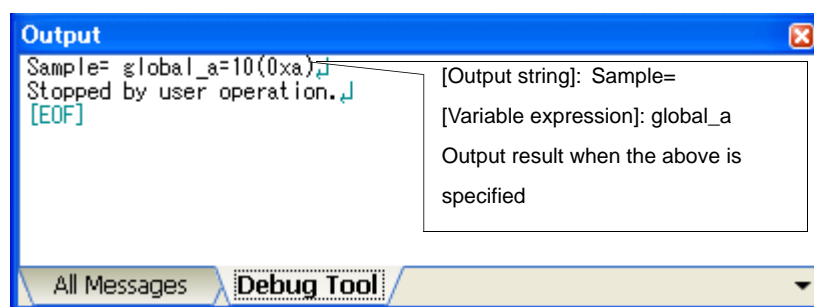 Output
Sample= global_a=10(0xa)↲
Stopped by user operation.↲
[EOF]
[Output string]: Sample=
[Variable expression]: global_a
Output result when the above is
specified
All Messages
Debug Tool